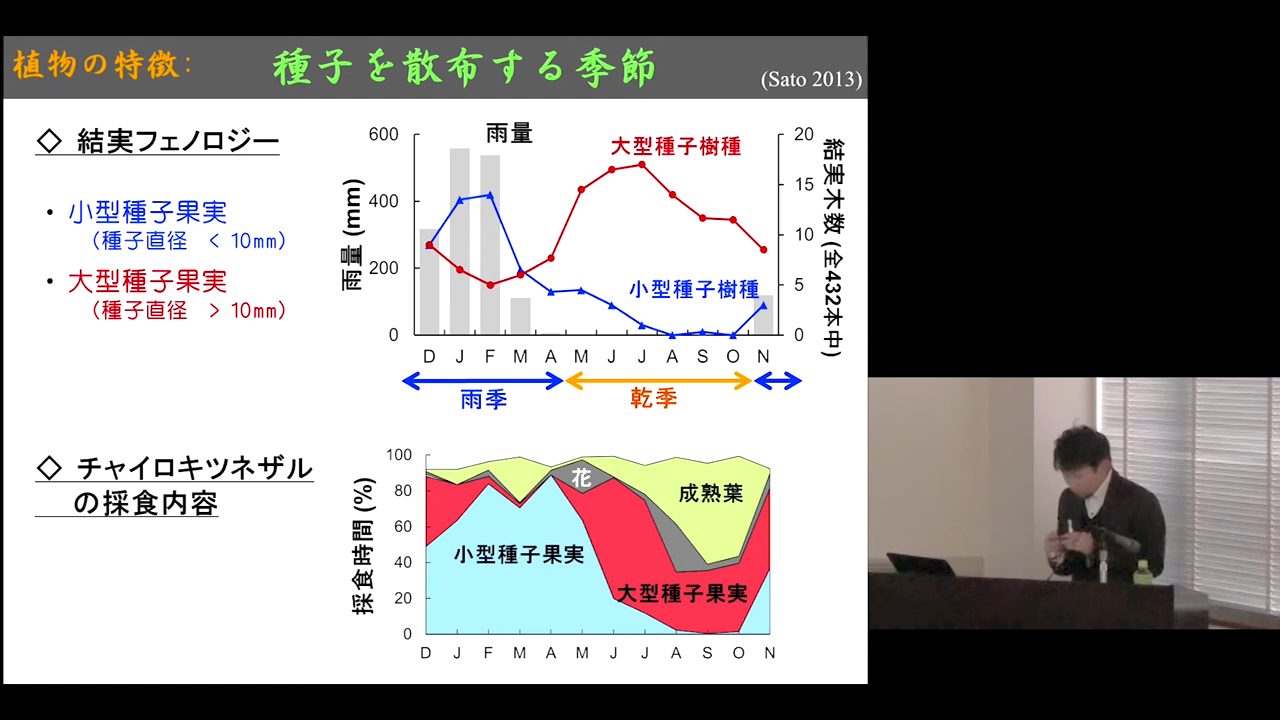 植物の特徴:
種子を散布する季節
(Sato 2013)
◇ 結実フェノロジー
・ 小型種子果実
(種子直径 < 10mm)
・ 大型種子果実
(種子直径 > 10mm)
雨量
大型種子樹種
小型種子樹種
雨量 (mm)
600
400
200
0
結実木数 (全432本中)
20
15
10
5
0
D J F M A M J J A S O N
雨季
乾季
◇ チャイロキツネザル
の採食内容
採食時間 (%)
100
80
60
40
20
0
花
成熟葉
小型種子果実
大型種子果実
D J F M A M J J A S O N